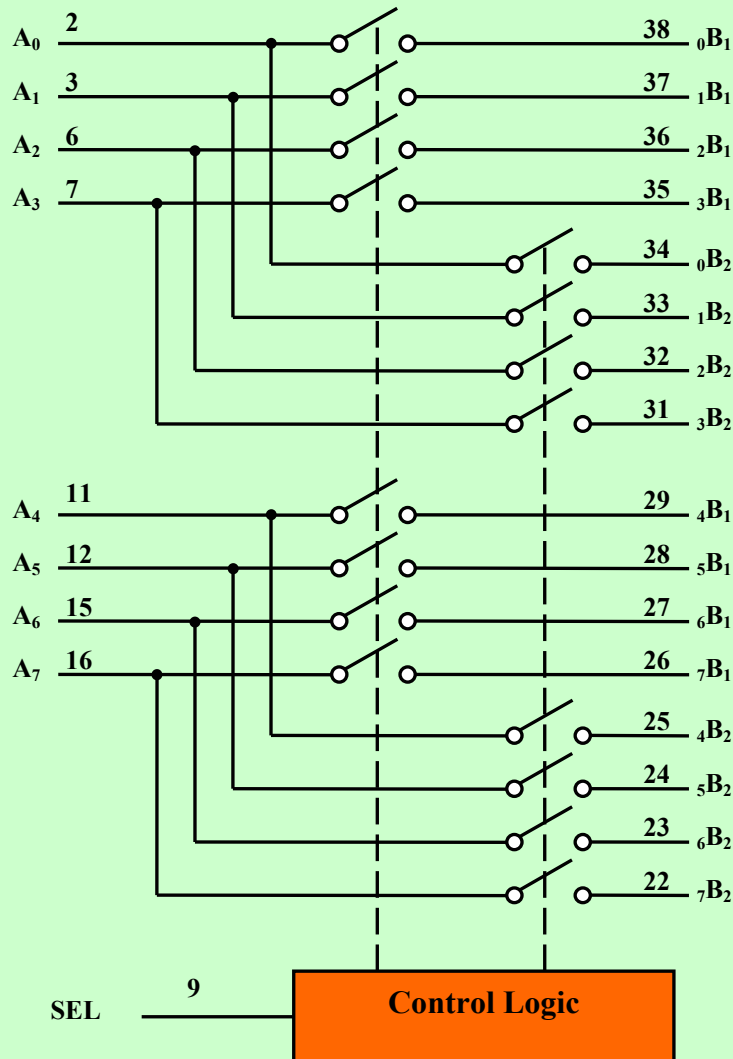 A₀ 2 38 ₀B₁
A₁ 3 37 ₁B₁
A₂ 6 36 ₂B₁
A₃ 7 35 ₃B₁
34 ₀B₂
33 ₁B₂
32 ₂B₂
31 ₃B₂
A₄ 11 29 ₄B₁
A₅ 12 28 ₅B₁
A₆ 15 27 ₆B₁
A₇ 16 26 ₇B₁
25 ₄B₂
24 ₅B₂
23 ₆B₂
22 ₇B₂
SEL 9 Control Logic